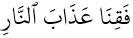 فَقِنَا عَذَابَ ٱلنَّارِ